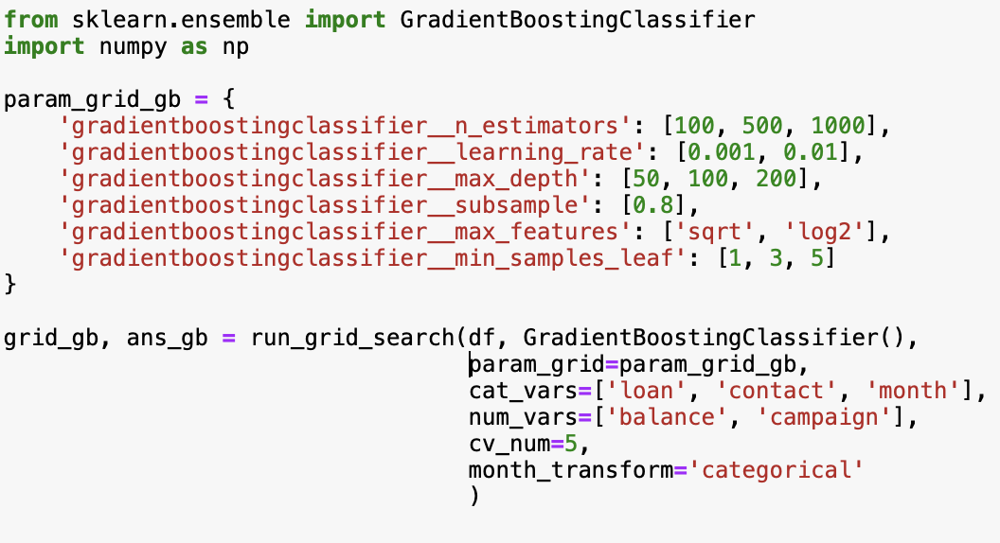 from sklearn.ensemble import GradientBoostingClassifier
import numpy as np
param_grid_gb = {
    'gradientboostingclassifier__n_estimators': [100, 500, 1000],
    'gradientboostingclassifier__learning_rate': [0.001, 0.01],
    'gradientboostingclassifier__max_depth': [50, 100, 200],
    'gradientboostingclassifier__subsample': [0.8],
    'gradientboostingclassifier__max_features': ['sqrt', 'log2'],
    'gradientboostingclassifier__min_samples_leaf': [1, 3, 5]
}
grid_gb, ans_gb = run_grid_search(df, GradientBoostingClassifier(),
                                  param_grid=param_grid_gb,
                                  cat_vars=['loan', 'contact', 'month'],
                                  num_vars=['balance', 'campaign'],
                                  cv_num=5,
                                  month_transform='categorical'
                                  )